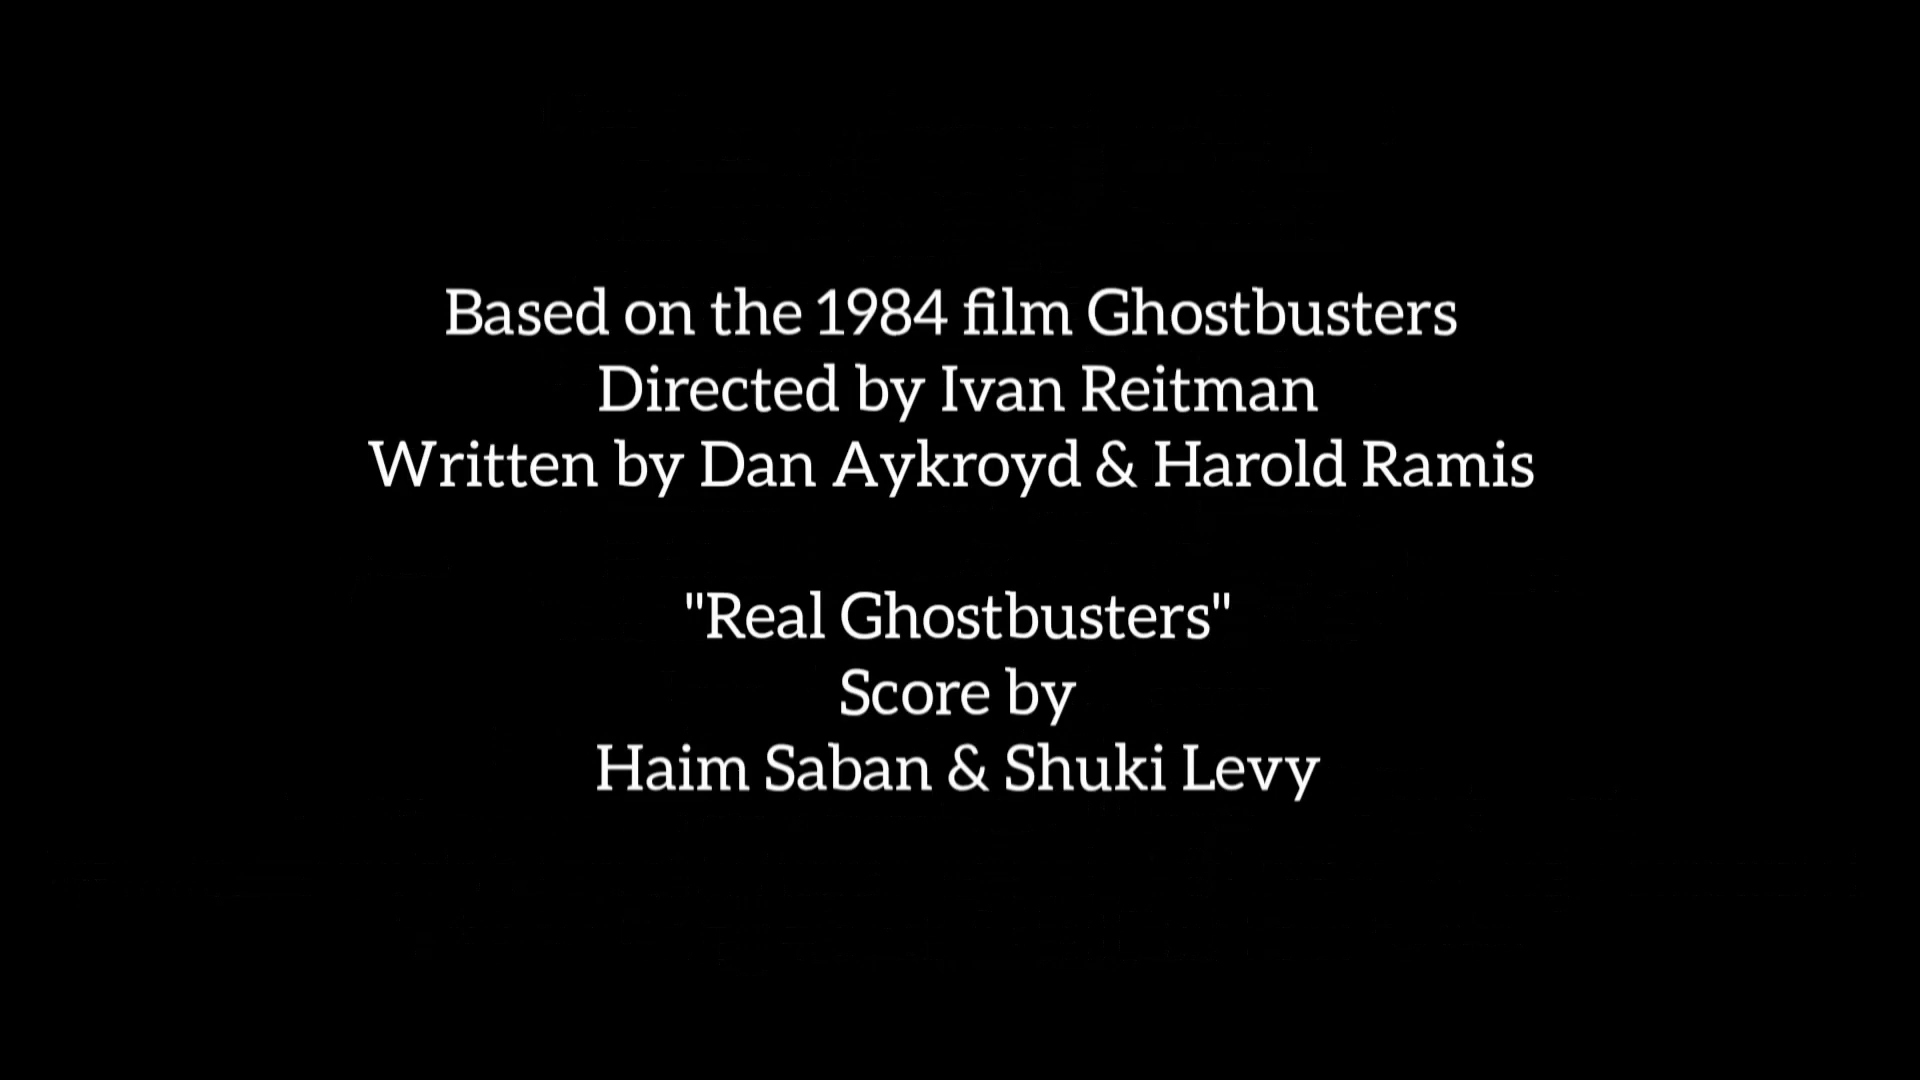 Based on the 1984 film Ghostbusters
Directed by Ivan Reitman
Written by Dan Aykroyd & Harold Ramis
"Real Ghostbusters"
Score by
Haim Saban & Shuki Levy